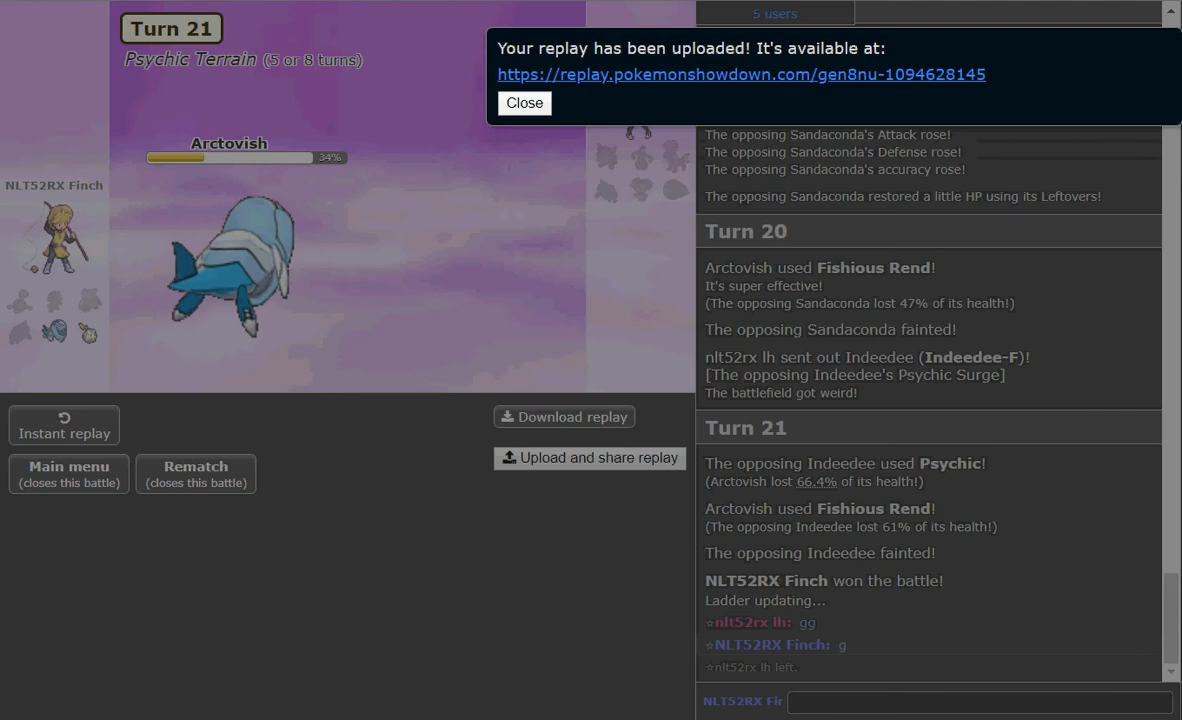 Turn 21
Psychic Terrain (5 or 8 turns)
Arctovish
34%
NLT52RX Finch
Instant replay
Main menu
(closes this battle)
Rematch
(closes this battle)
Download replay
Upload and share replay
5 users
Your replay has been uploaded! It's available at:
https://replay.pokemonshowdown.com/gen8nu-1094628145
Close
The opposing Sandaconda's Attack rose!
The opposing Sandaconda's Defense rose!
The opposing Sandaconda's accuracy rose!
The opposing Sandaconda restored a little HP using its Leftovers!
Turn 20
Arctovish used Fishious Rend!
It's super effective!
(The opposing Sandaconda lost 47% of its health!)
The opposing Sandaconda fainted!
nlt52rx lh sent out Indeedee (Indeedee-F)!
[The opposing Indeedee's Psychic Surge]
The battlefield got weird!
Turn 21
The opposing Indeedee used Psychic!
(Arctovish lost 66.4% of its health!)
Arctovish used Fishious Rend!
(The opposing Indeedee lost 61% of its health!)
The opposing Indeedee fainted!
NLT52RX Finch won the battle!
Ladder updating...
☆nlt52rx lh: gg
☆NLT52RX Finch: g
☆nlt52rx lh left.
NLT52RX Fir